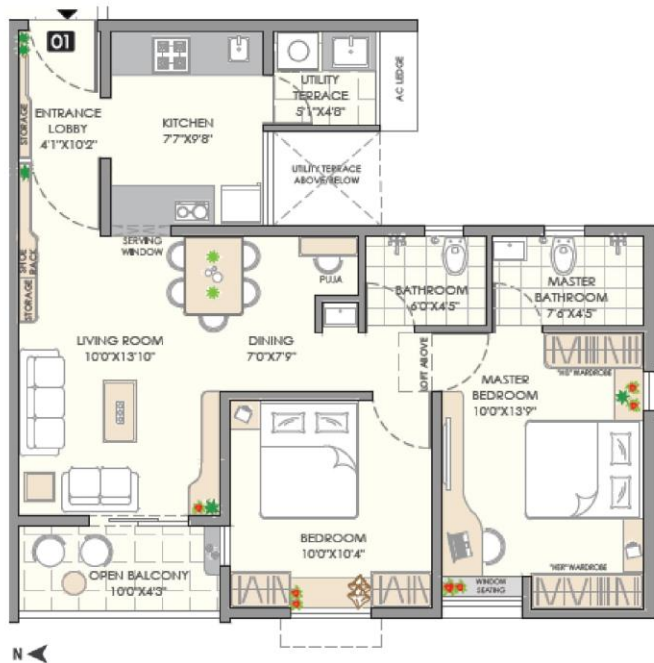 01
ENTRANCE
LOBBY
4'1"X10'2"
STORAGE
KITCHEN
7'7"X9'8"
UTILITY
TERRACE
5'1"X4'8"
AC LEDGE
UTILITY TERRACE
ABOVE/BELOW
SERVING
WINDOW
STORAGE
SPICE
RACK
PUJA
BATHROOM
6'0"X4'5"
MASTER
BATHROOM
7'6"X4'5"
LIVING ROOM
10'0"X13'10"
DINING
7'0"X7'9"
LOFT ABOVE
"HIS" WARDROBE
MASTER
BEDROOM
10'0"X13'9"
BEDROOM
10'0"X10'4"
OPEN BALCONY
10'0"X4'3"
"HER" WARDROBE
WINDOW
SEATING
N